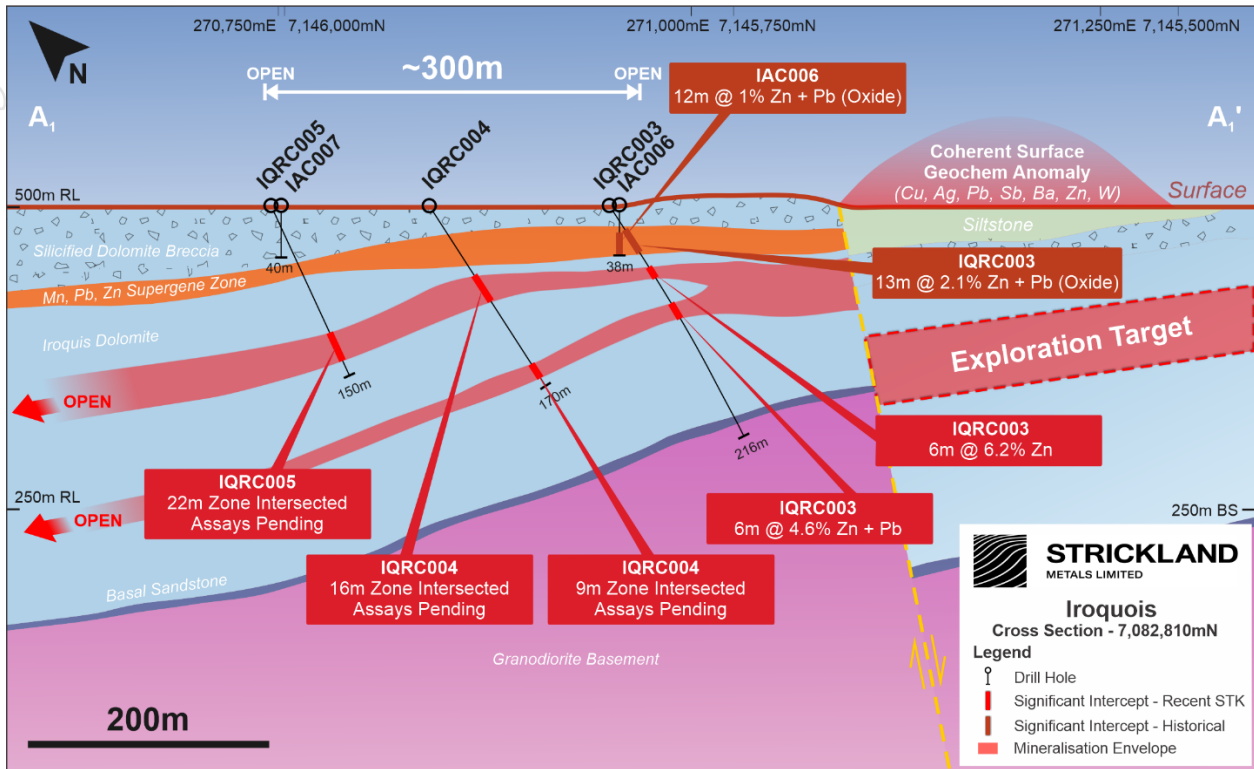 270,750mE 7,146,000mN
271,000mE 7,145,750mN
271,250mE 7,145,500mN
N
OPEN
~300m
OPEN
A1
A1'
IAC006
12m @ 1% Zn + Pb (Oxide)
IQRC005
IAC007
IQRC004
IQRC003
IAC006
Coherent Surface
Geochem Anomaly
(Cu, Ag, Pb, Sb, Ba, Zn, W)
500m RL
Surface
Silicified Dolomite Breccia
Siltstone
40m
38m
IQRC003
13m @ 2.1% Zn + Pb (Oxide)
Mn, Pb, Zn Supergene Zone
Iroquis Dolomite
Exploration Target
OPEN
150m
170m
216m
IQRC003
6m @ 6.2% Zn
IQRC005
22m Zone Intersected
Assays Pending
IQRC003
6m @ 4.6% Zn + Pb
250m RL
OPEN
250m BS
IQRC004
16m Zone Intersected
Assays Pending
IQRC004
9m Zone Intersected
Assays Pending
Basal Sandstone
Granodiorite Basement
200m
STRICKLAND
METALS LIMITED
Iroquois
Cross Section - 7,082,810mN
Legend
Drill Hole
Significant Intercept - Recent STK
Significant Intercept - Historical
Mineralisation Envelope